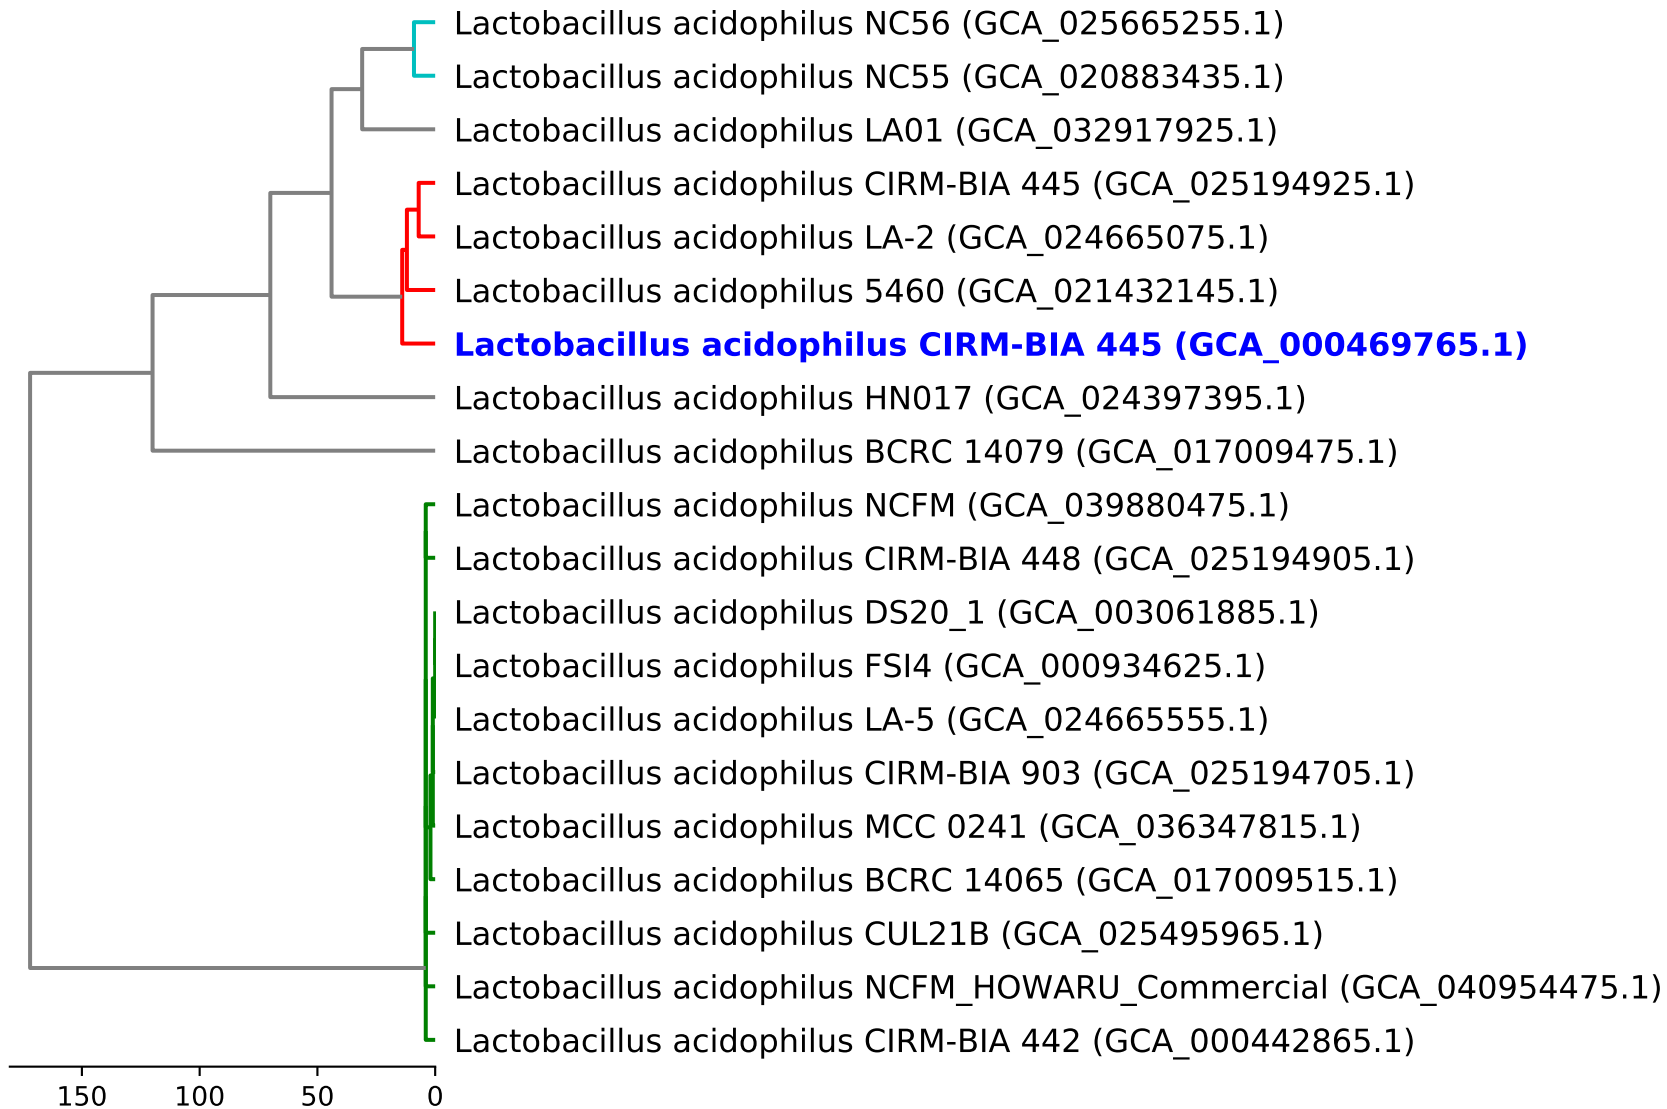 Lactobacillus acidophilus NC56 (GCA_025665255.1)
Lactobacillus acidophilus NC55 (GCA_020883435.1)
Lactobacillus acidophilus LA01 (GCA_032917925.1)
Lactobacillus acidophilus CIRM-BIA 445 (GCA_025194925.1)
Lactobacillus acidophilus LA-2 (GCA_024665075.1)
Lactobacillus acidophilus 5460 (GCA_021432145.1)
Lactobacillus acidophilus CIRM-BIA 445 (GCA_000469765.1)
Lactobacillus acidophilus HN017 (GCA_024397395.1)
Lactobacillus acidophilus BCRC 14079 (GCA_017009475.1)
Lactobacillus acidophilus NCFM (GCA_039880475.1)
Lactobacillus acidophilus CIRM-BIA 448 (GCA_025194905.1)
Lactobacillus acidophilus DS20_1 (GCA_003061885.1)
Lactobacillus acidophilus FSI4 (GCA_000934625.1)
Lactobacillus acidophilus LA-5 (GCA_024665555.1)
Lactobacillus acidophilus CIRM-BIA 903 (GCA_025194705.1)
Lactobacillus acidophilus MCC 0241 (GCA_036347815.1)
Lactobacillus acidophilus BCRC 14065 (GCA_017009515.1)
Lactobacillus acidophilus CUL21B (GCA_025495965.1)
Lactobacillus acidophilus NCFM_HOWARU_Commercial (GCA_040954475.1)
Lactobacillus acidophilus CIRM-BIA 442 (GCA_000442865.1)
150 100 50 0